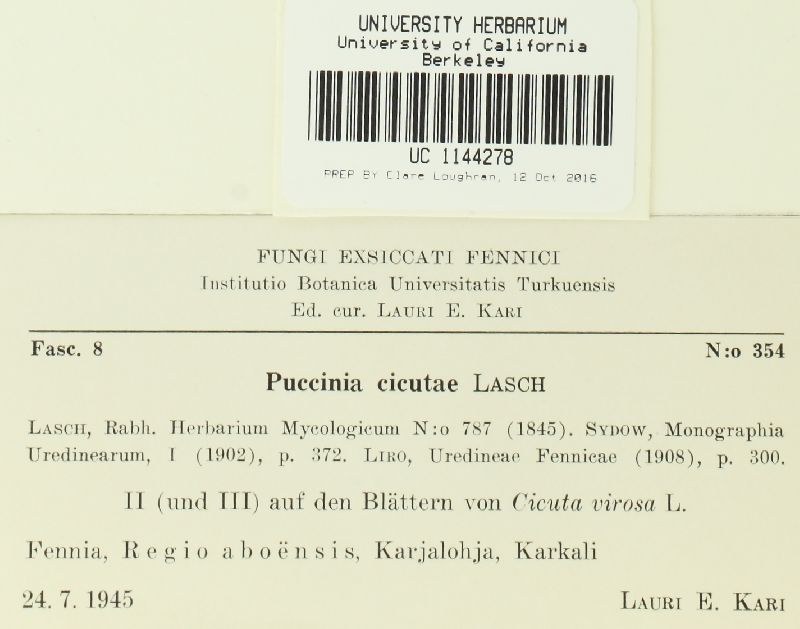 UNIVERSITY HERBARIUM
University of California
Berkeley
UC 1144278
PREP BY Clare Loughran, 12 Oct 2016
FUNGI EXSICCATI FENNICI
Institutio Botanica Universitatis Turkuensis
Ed. cur. LAURI E. KARI
Fasc. 8 N:o 354
Puccinia cicutae LASCH
LASCH, Rabh. Herbarium Mycologicum N:o 787 (1845). SYDOW, Monographia
Uredinearum, I (1902), p. 372. LIRO, Uredineae Fennicae (1908), p. 300.
II (und III) auf den Blättern von Cicuta virosa L.
Fennia, Regio aboënsis, Karjalohja, Karkali
24. 7. 1945 LAURI E. KARI